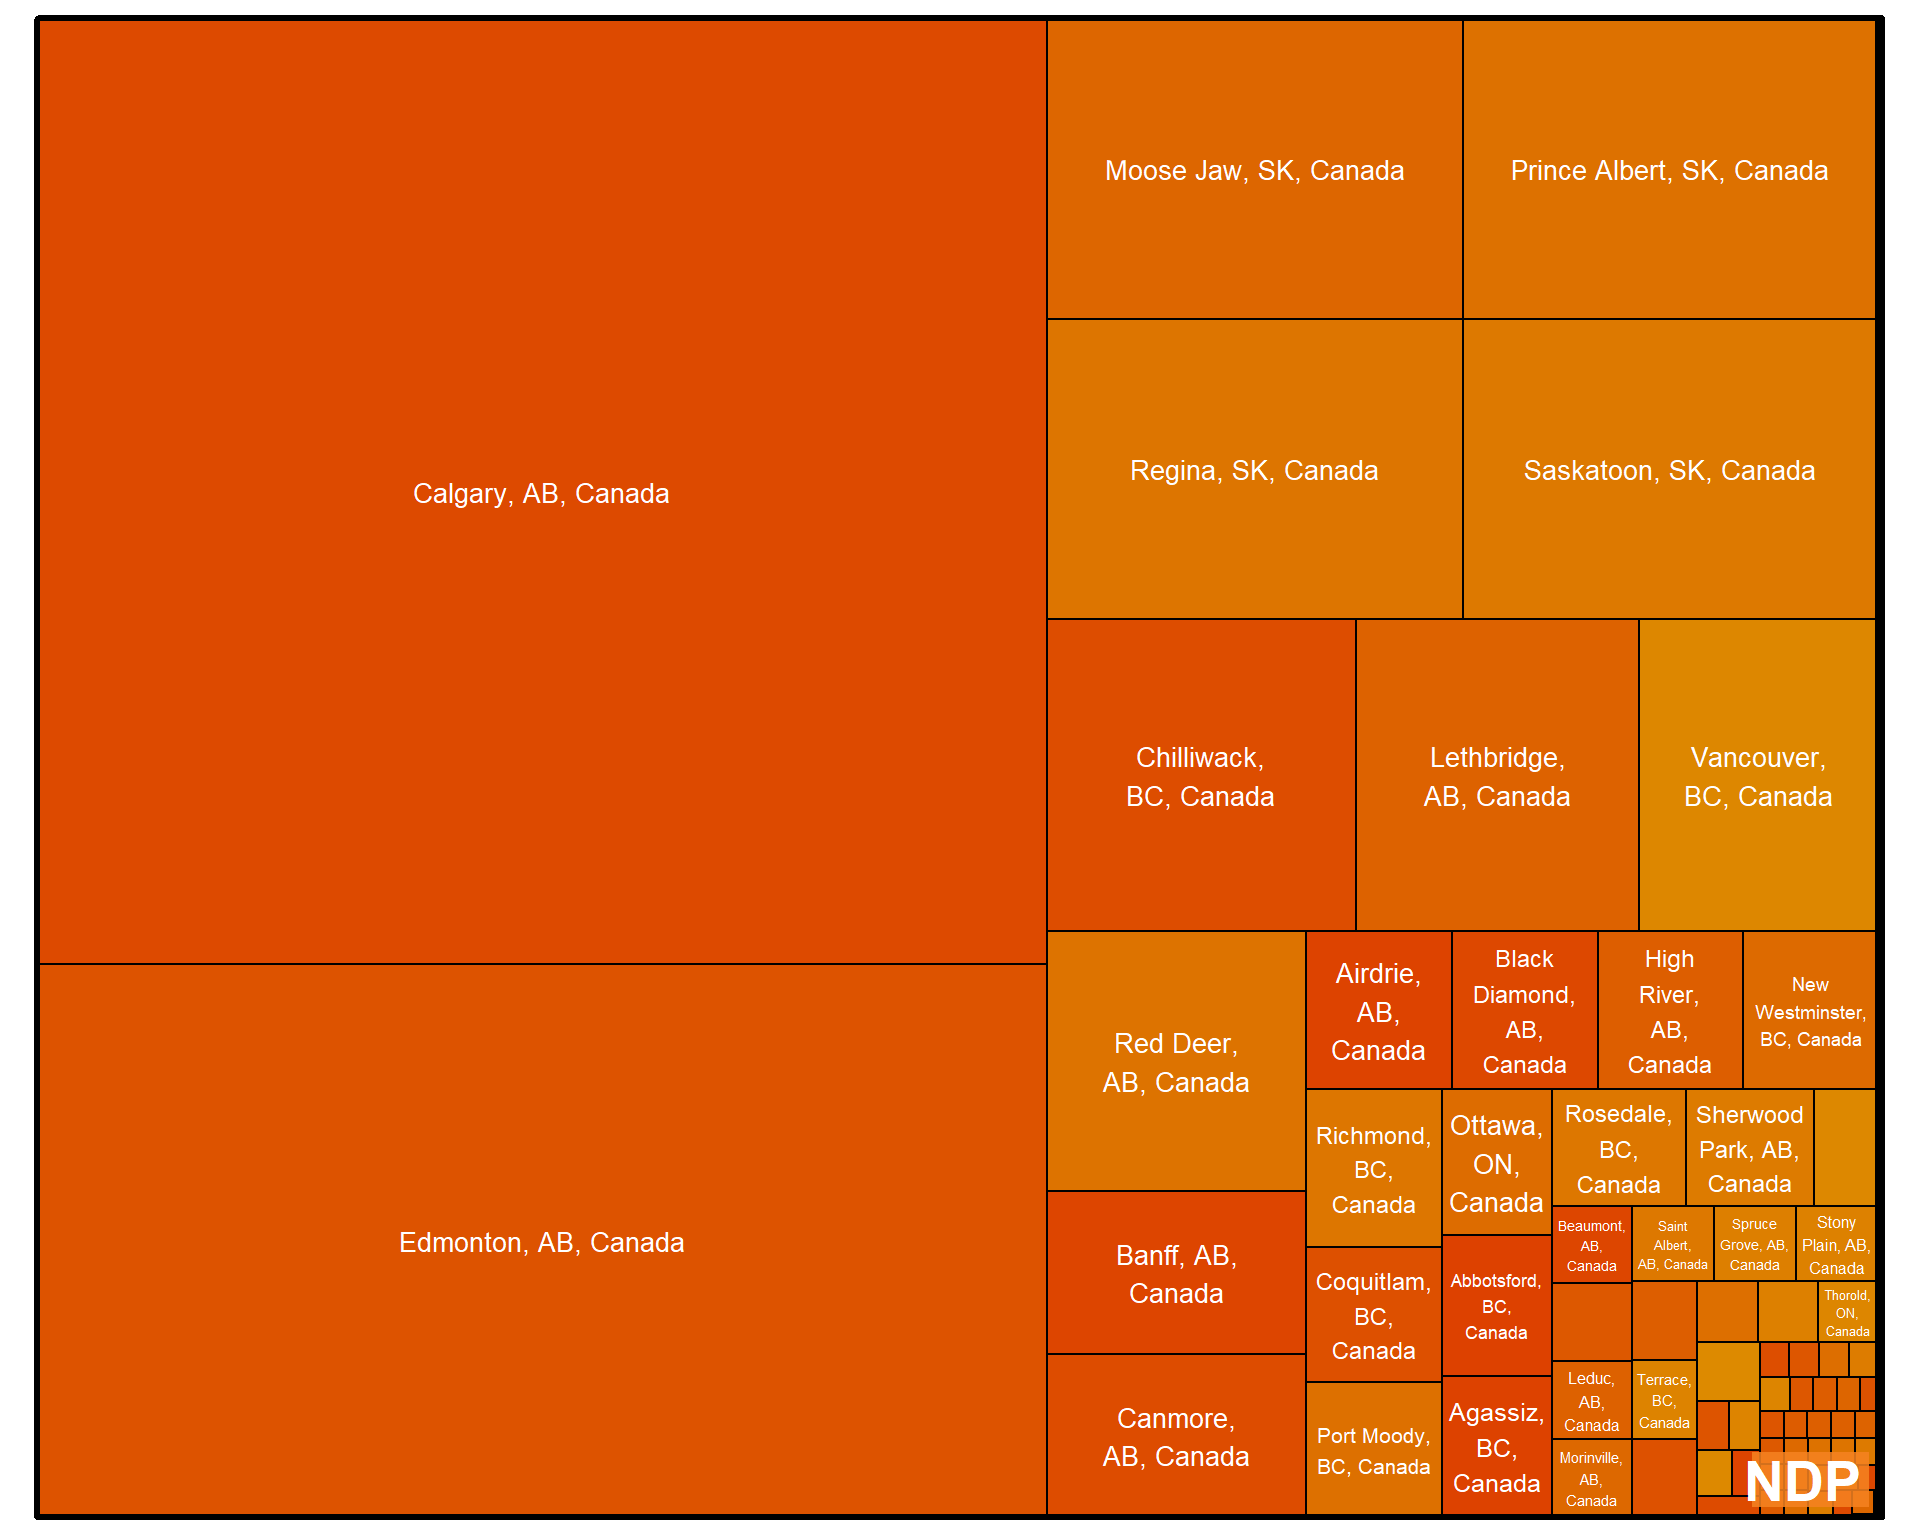 Calgary, AB, Canada
Edmonton, AB, Canada
Moose Jaw, SK, Canada
Prince Albert, SK, Canada
Regina, SK, Canada
Saskatoon, SK, Canada
Chilliwack,
BC, Canada
Lethbridge,
AB, Canada
Vancouver,
BC, Canada
Red Deer,
AB, Canada
Banff, AB,
Canada
Canmore,
AB, Canada
Airdrie,
AB,
Canada
Black
Diamond,
AB,
Canada
High
River,
AB,
Canada
New
Westminster,
BC, Canada
Richmond,
BC,
Canada
Coquitlam,
BC,
Canada
Port Moody,
BC, Canada
Ottawa,
ON,
Canada
Abbotsford,
BC,
Canada
Agassiz,
BC,
Canada
Rosedale,
BC,
Canada
Sherwood
Park, AB,
Canada
Beaumont,
AB,
Canada
Saint
Albert,
AB, Canada
Spruce
Grove, AB,
Canada
Stony
Plain, AB,
Canada
Thorold,
ON,
Canada
Leduc,
AB,
Canada
Terrace,
BC,
Canada
Morinville,
AB,
Canada
NDP